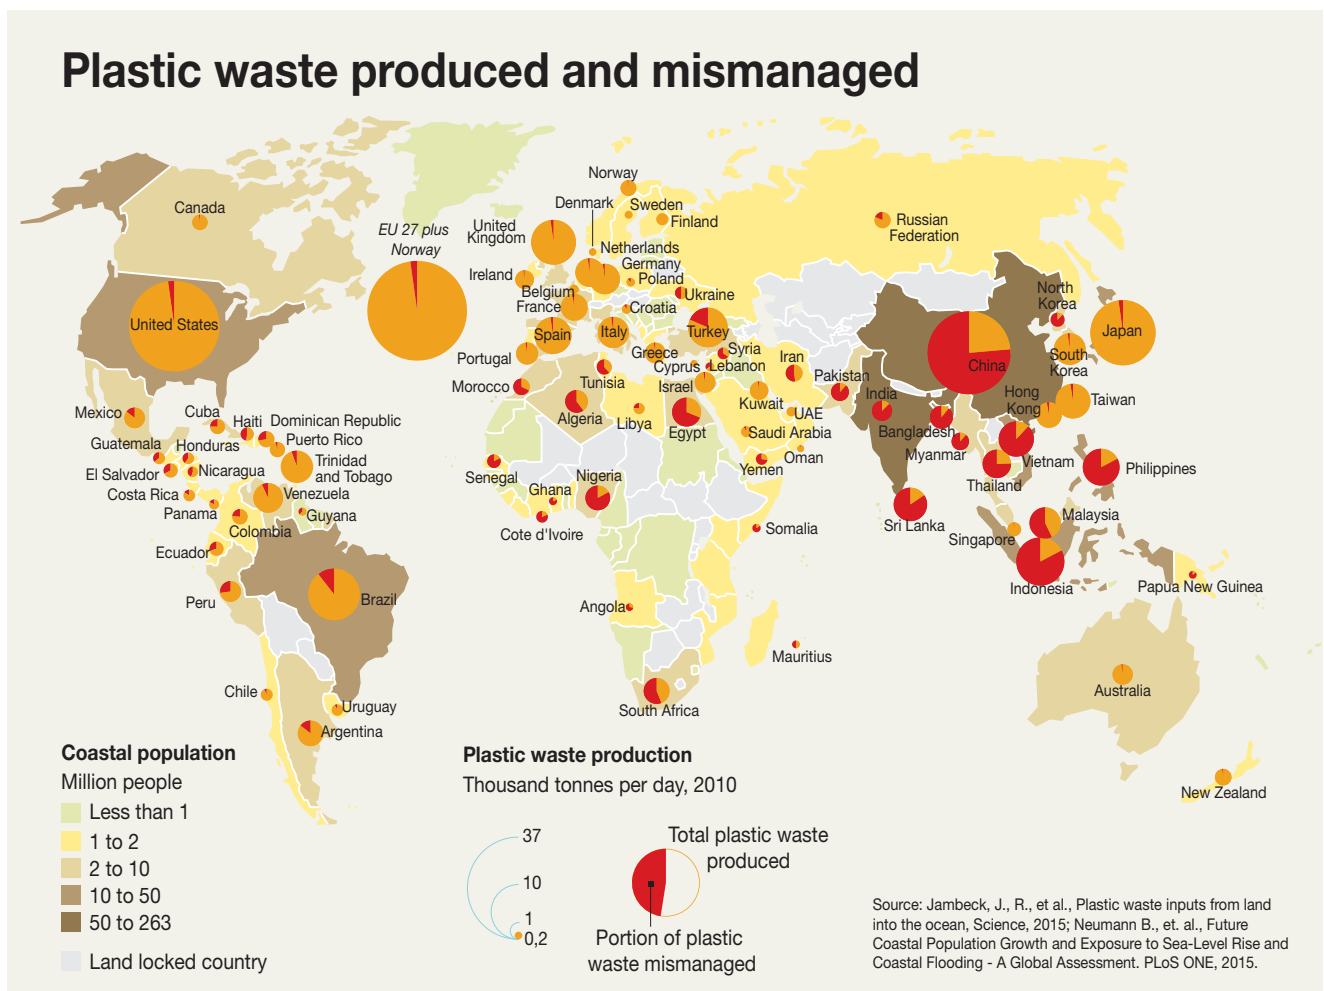 Plastic waste produced and mismanaged
Norway
Canada
Denmark
Sweden
Finland
Russian
Federation
EU 27 plus
Norway
United
Kingdom
Netherlands
Germany
Ireland
Poland
Belgium
Ukraine
North
Korea
France
Croatia
United States
Spain
Italy
Turkey
Japan
Portugal
Greece
Syria
Iran
South
Korea
Cyprus
Lebanon
China
Morocco
Tunisia
Israel
Pakistan
India
Hong
Kong
Taiwan
Mexico
Cuba
Haiti
Dominican Republic
Algeria
Libya
Egypt
Kuwait
UAE
Puerto Rico
Saudi Arabia
Bangladesh
Guatemala
Honduras
Trinidad
and Tobago
Oman
Myanmar
Vietnam
Philippines
El Salvador
Nicaragua
Senegal
Nigeria
Yemen
Thailand
Costa Rica
Venezuela
Ghana
Panama
Guyana
Malaysia
Colombia
Cote d'Ivoire
Somalia
Sri Lanka
Singapore
Ecuador
Indonesia
Papua New Guinea
Peru
Brazil
Angola
Mauritius
Chile
Uruguay
South Africa
Australia
Argentina
New Zealand
Coastal population
Million people
Less than 1
1 to 2
2 to 10
10 to 50
50 to 263
Land locked country
Plastic waste production
Thousand tonnes per day, 2010
37
10
1
0,2
Total plastic waste
produced
Portion of plastic
waste mismanaged
Source: Jambeck, J., R., et al., Plastic waste inputs from land
into the ocean, Science, 2015; Neumann B., et. al., Future
Coastal Population Growth and Exposure to Sea-Level Rise and
Coastal Flooding - A Global Assessment. PLoS ONE, 2015.